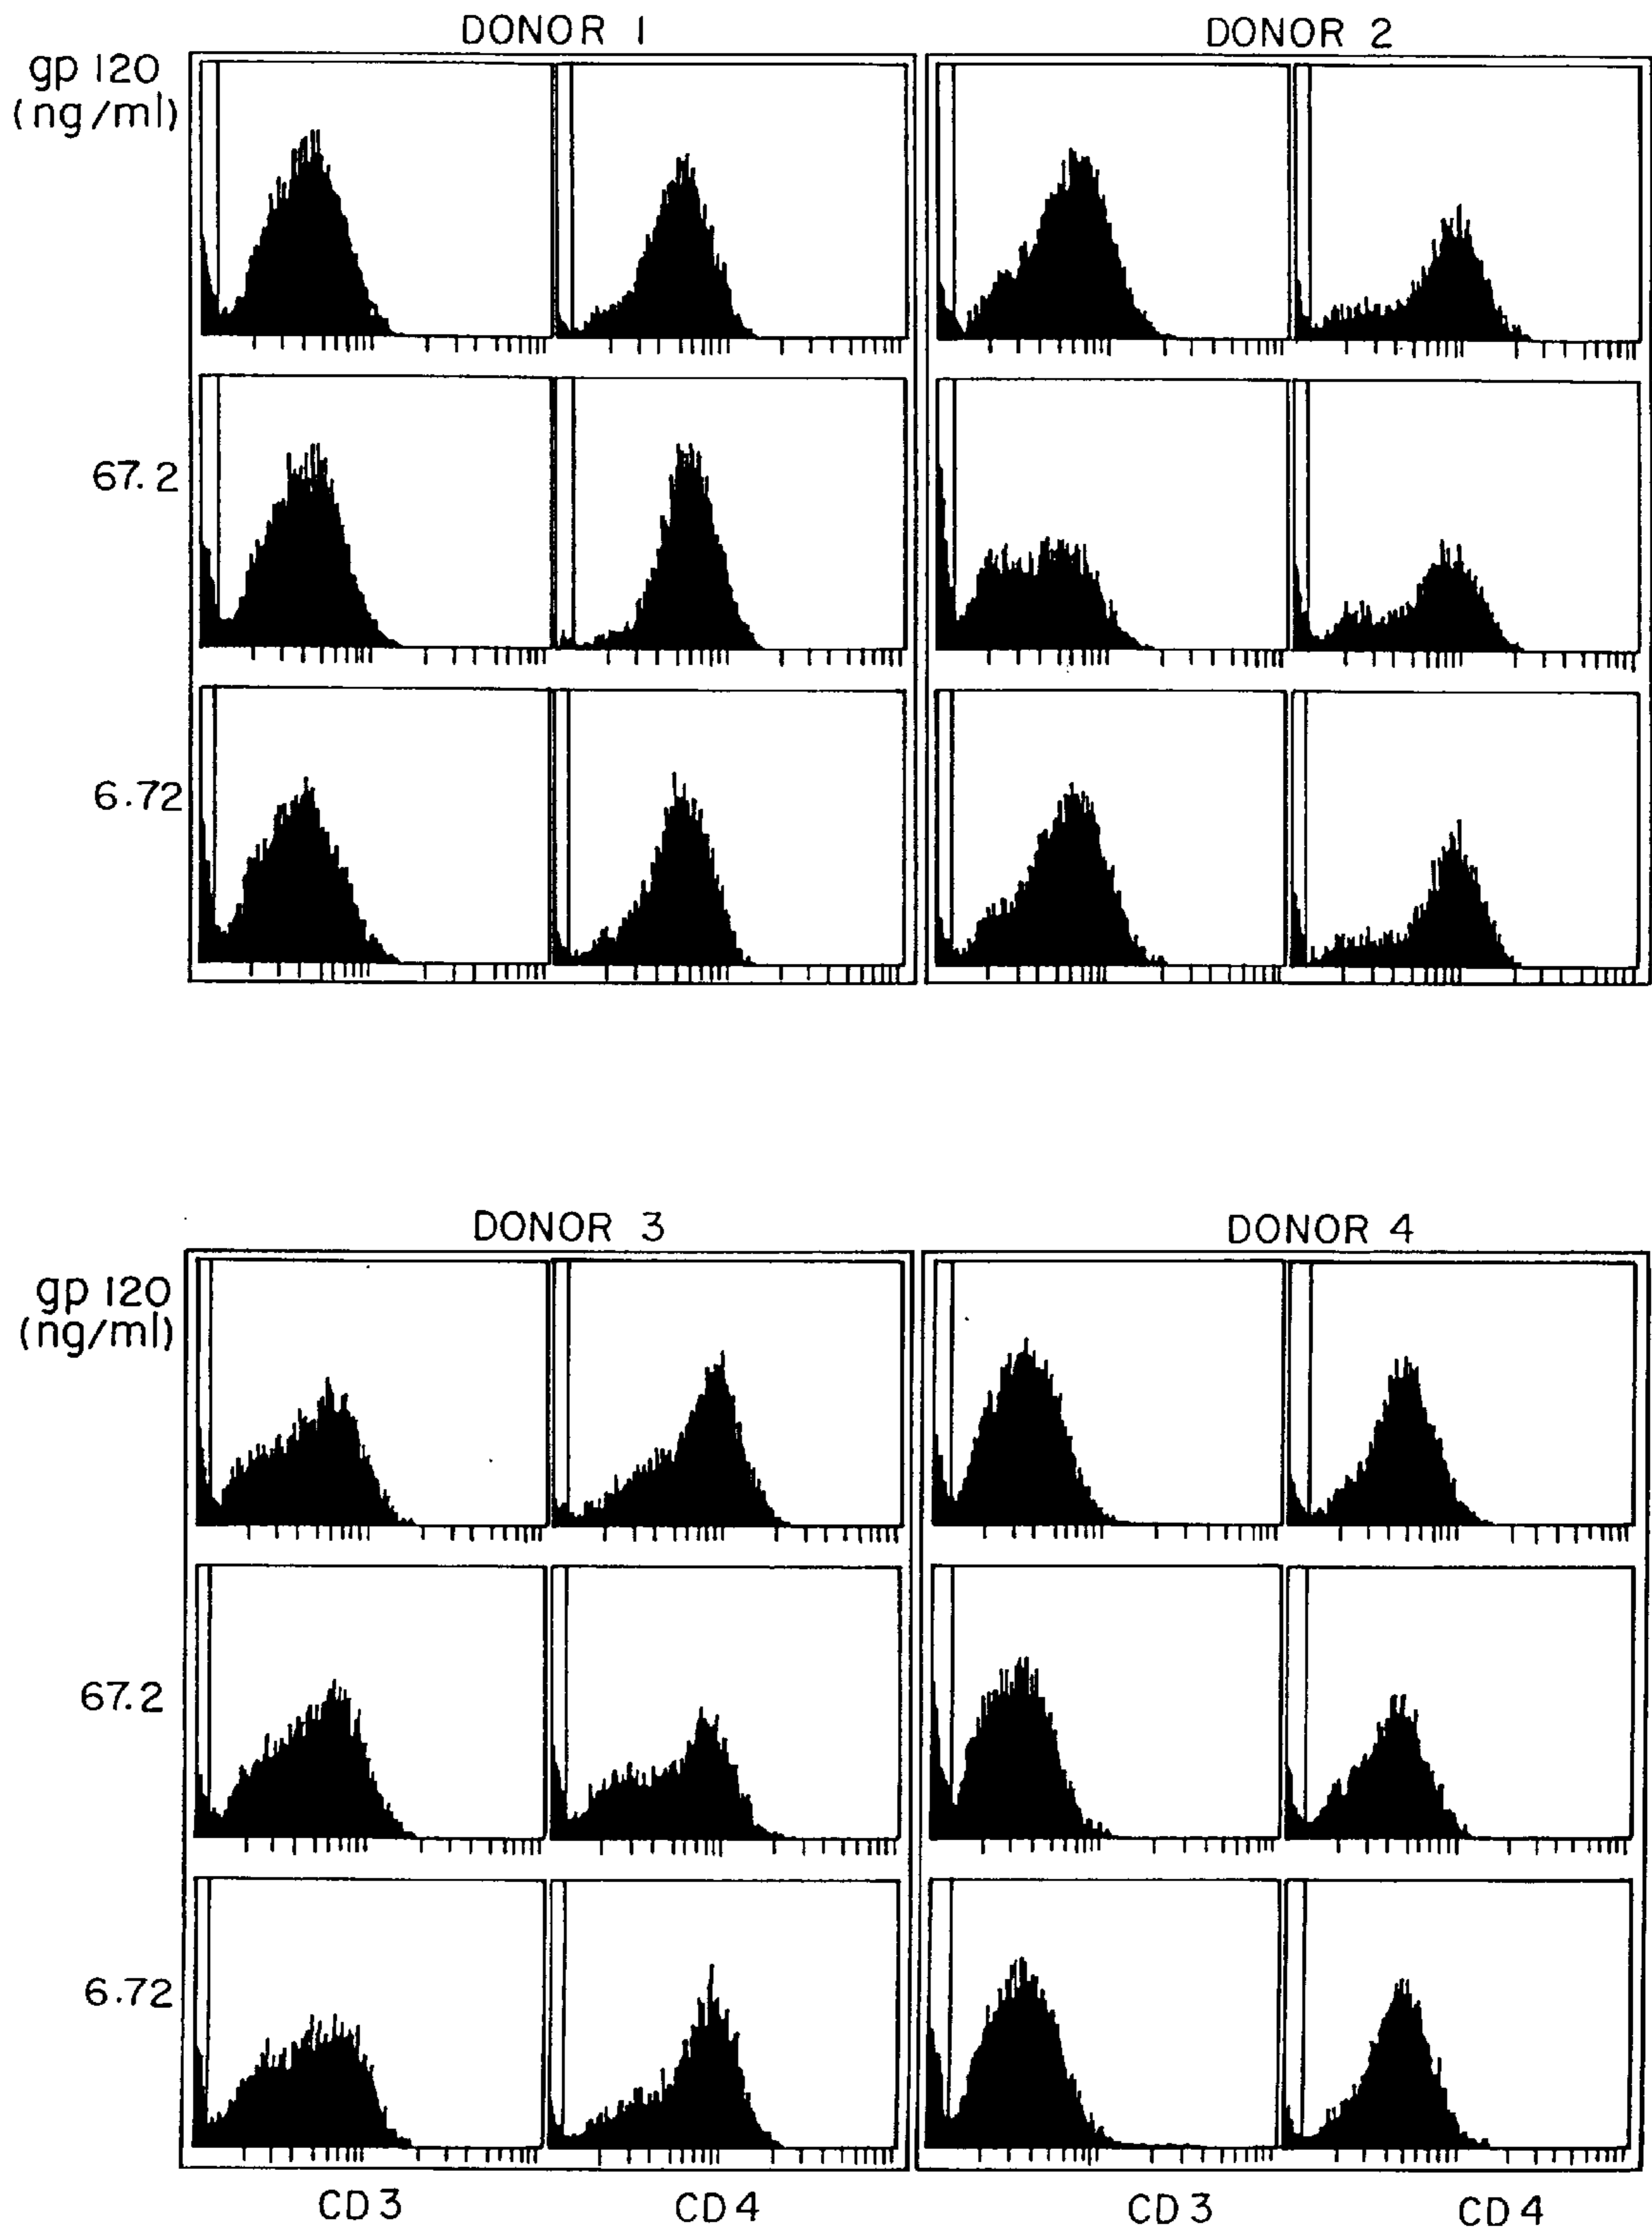 DONOR 1
DONOR 2
gp 120
(ng/ml)
67.2
6.72
DONOR 3
DONOR 4
gp 120
(ng/ml)
67.2
6.72
CD3
CD4
CD3
CD4